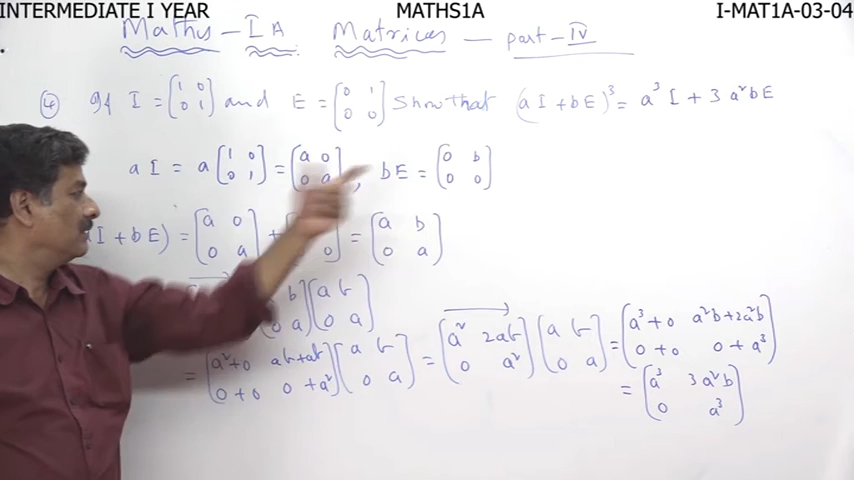 INTERMEDIATE I YEAR MATHS1A I-MAT1A-03-04
Maths - IA Matrices - part - IV
④ If I = [1 0; 0 1] and E = [0 1; 0 0] Show that (aI + bE)³ = a³ I + 3 a²bE
aI = a [1 0; 0 1] = [a 0; 0 a], bE = [0 b; 0 0]
I + bE) = [a 0; 0 a] + = [a b; 0 a]
b; 0 a] [a b; 0 a]
= [a²+0 ab+ab; 0+0 0+a²] [a b; 0 a] = [a² 2ab; 0 a²] [a b; 0 a] = [a³+0 a²b+2a²b; 0+0 0+a³]
= [a³ 3a²b; 0 a³]